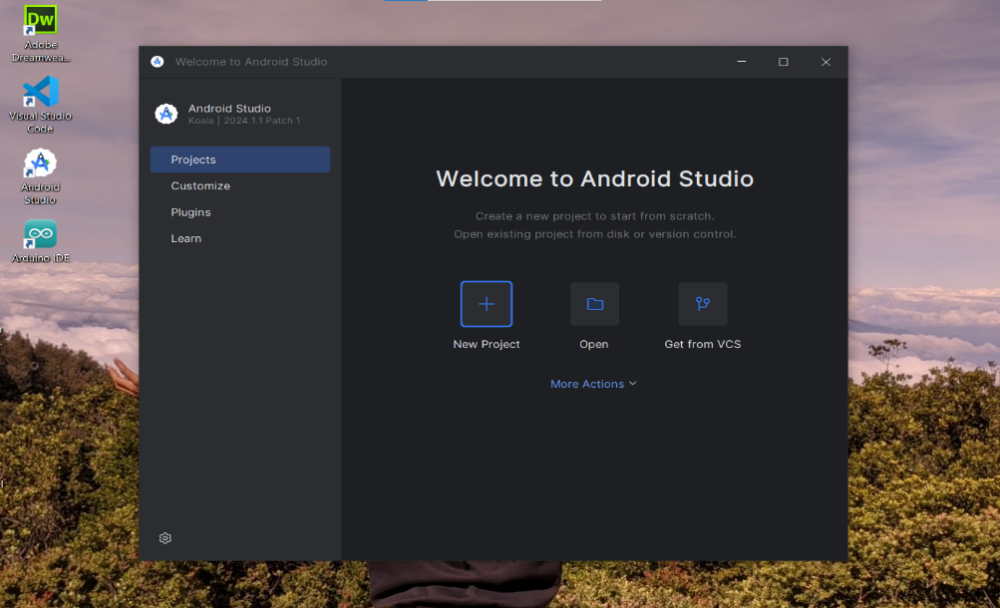 Dw
Adobe
Dreamwea...
Visual Studio
Code
Android
Studio
Arduino IDE
Welcome to Android Studio
Android Studio
Koala | 2024.1.1 Patch 1
Projects
Customize
Plugins
Learn
Welcome to Android Studio
Create a new project to start from scratch.
Open existing project from disk or version control.
New Project
Open
Get from VCS
More Actions